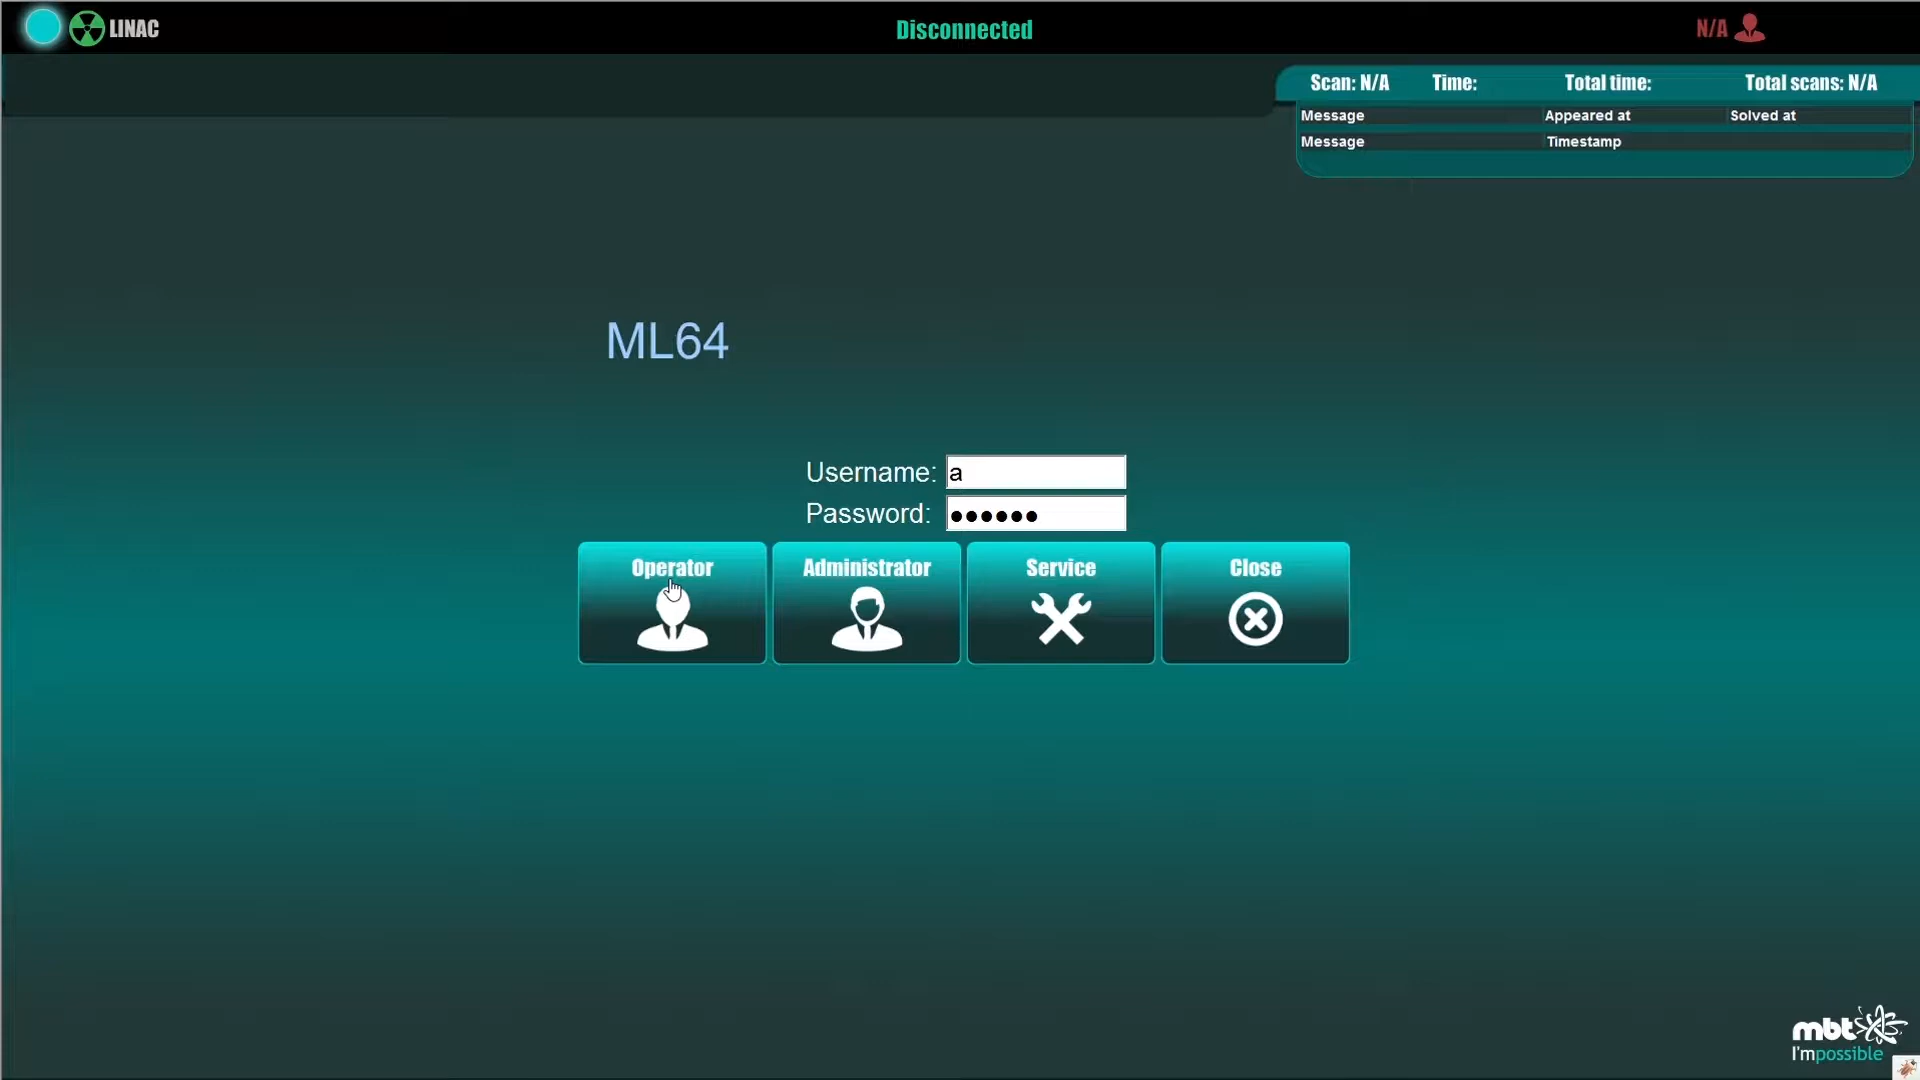 LINAC
Disconnected
N/A
Scan: N/A Time: Total time: Total scans: N/A
Message Appeared at Solved at
Message Timestamp
ML64
Username: a
Password: ●●●●●●
Operator Administrator Service Close
mbt
I'mpossible